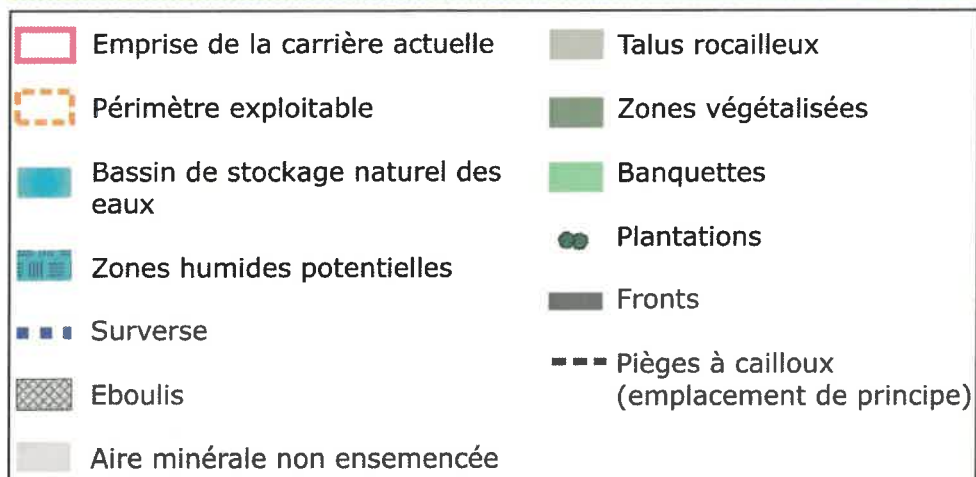 Emprise de la carrière actuelle
Périmètre exploitable
Bassin de stockage naturel des
eaux
Zones humides potentielles
Surverse
Eboulis
Aire minérale non ensemencée
Talus rocailleux
Zones végétalisées
Banquettes
Plantations
Fronts
Pièges à cailloux
(emplacement de principe)